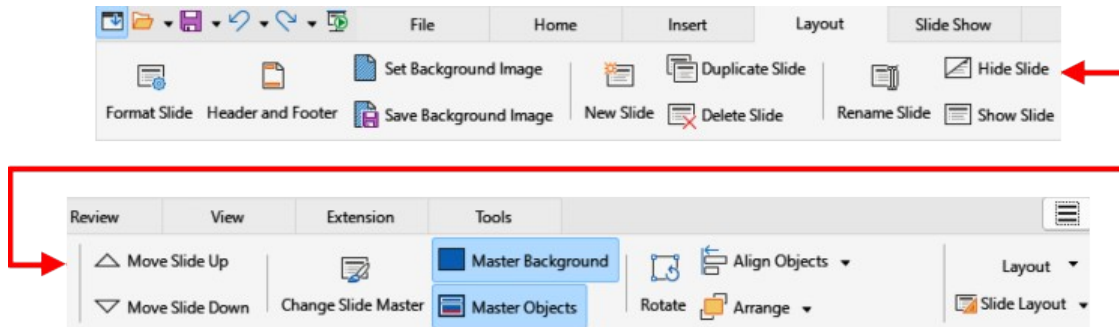 File Home Insert Layout Slide Show
Set Background Image Duplicate Slide Hide Slide
Format Slide Header and Footer Save Background Image New Slide Delete Slide Rename Slide Show Slide
Review View Extension Tools
Move Slide Up Master Background Align Objects Layout
Move Slide Down Change Slide Master Master Objects Rotate Arrange Slide Layout